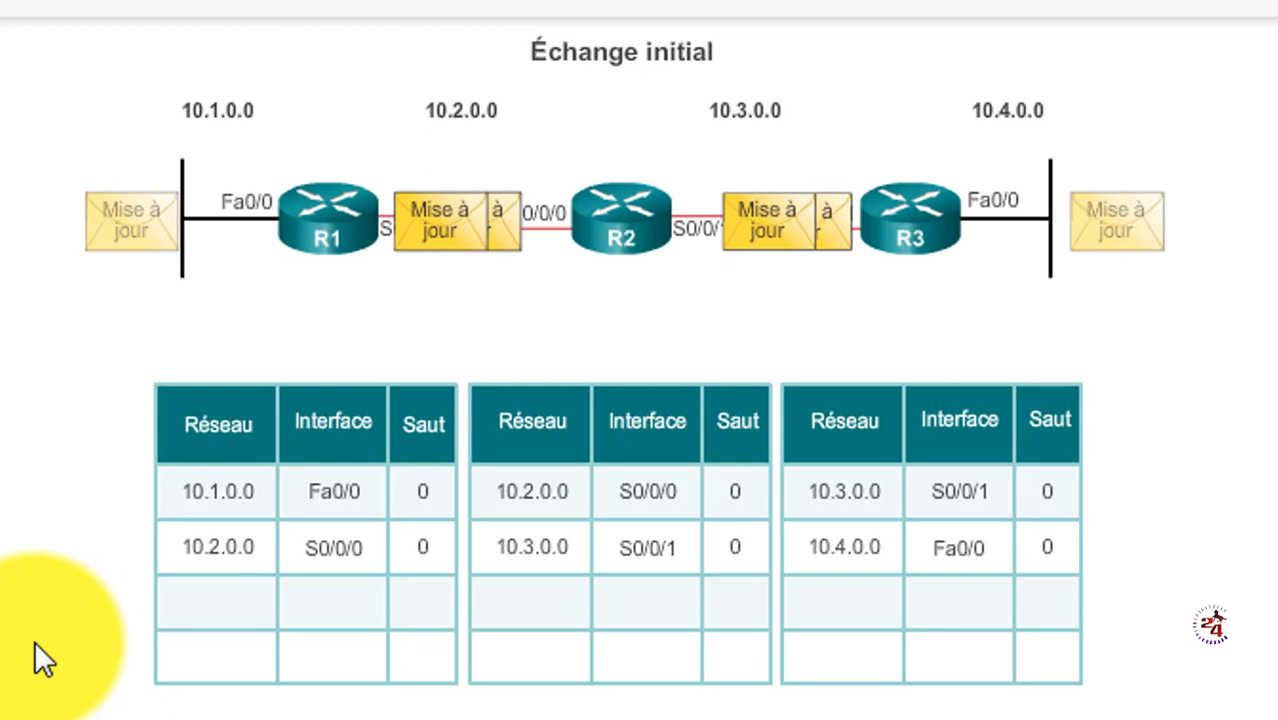 Échange initial
10.1.0.0 10.2.0.0 10.3.0.0 10.4.0.0
Mise à
jour
Fa0/0
R1
S
Mise à
jour
à
r
0/0/0
R2
S0/0/
Mise à
jour
à
r
R3
Fa0/0
Mise à
jour
Réseau Interface Saut Réseau Interface Saut Réseau Interface Saut
10.1.0.0 Fa0/0 0 10.2.0.0 S0/0/0 0 10.3.0.0 S0/0/1 0
10.2.0.0 S0/0/0 0 10.3.0.0 S0/0/1 0 10.4.0.0 Fa0/0 0
24